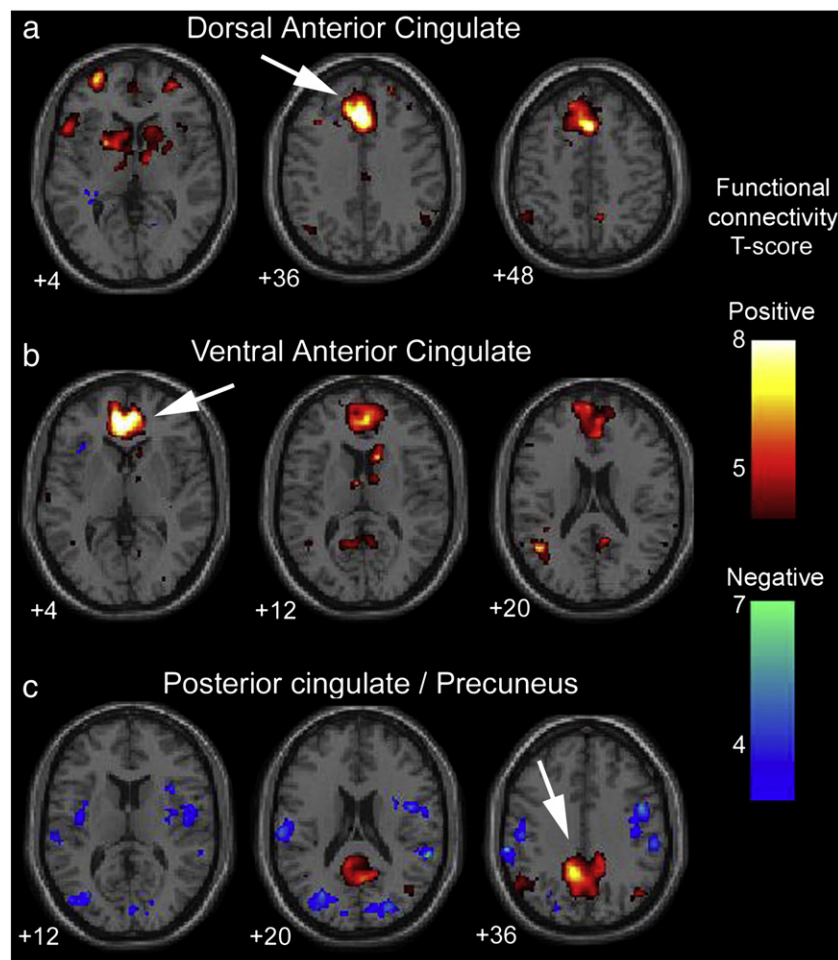 a
Dorsal Anterior Cingulate
+4
+36
+48
Functional
connectivity
T-score
Positive
8
5
b
Ventral Anterior Cingulate
+4
+12
+20
Negative
7
4
c
Posterior cingulate / Precuneus
+12
+20
+36